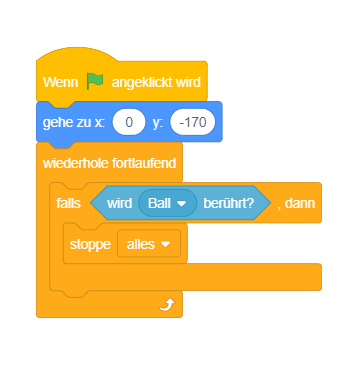 Wenn angeklickt wird
gehe zu x: 0 y: -170
wiederhole fortlaufend
falls wird Ball berührt? , dann
stoppe alles